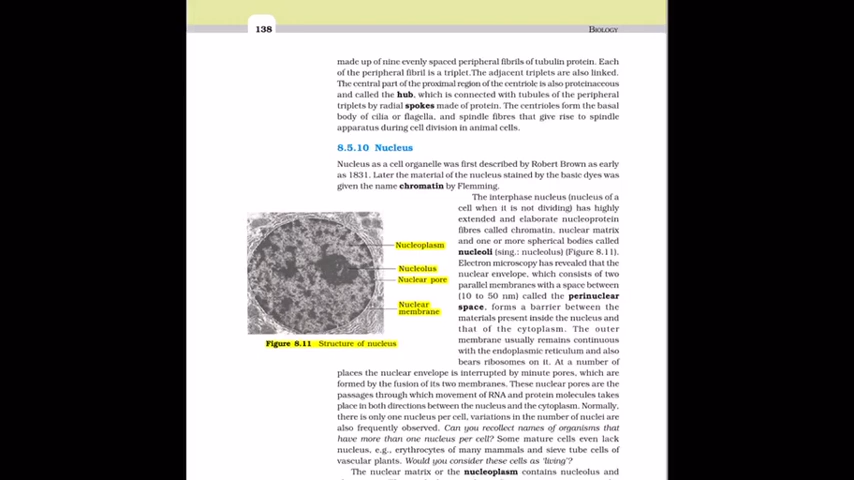 138
BIOLOGY
made up of nine evenly spaced peripheral fibrils of tubulin protein. Each
of the peripheral fibril is a triplet.The adjacent triplets are also linked.
The central part of the proximal region of the centriole is also proteinaceous
and called the hub, which is connected with tubules of the peripheral
triplets by radial spokes made of protein. The centrioles form the basal
body of cilia or flagella, and spindle fibres that give rise to spindle
apparatus during cell division in animal cells.
8.5.10 Nucleus
Nucleus as a cell organelle was first described by Robert Brown as early
as 1831. Later the material of the nucleus stained by the basic dyes was
given the name chromatin by Flemming.
The interphase nucleus (nucleus of a
cell when it is not dividing) has highly
extended and elaborate nucleoprotein
fibres called chromatin, nuclear matrix
and one or more spherical bodies called
nucleoli (sing.: nucleolus) (Figure 8.11).
Electron microscopy has revealed that the
nuclear envelope, which consists of two
parallel membranes with a space between
(10 to 50 nm) called the perinuclear
space, forms a barrier between the
materials present inside the nucleus and
that of the cytoplasm. The outer
membrane usually remains continuous
with the endoplasmic reticulum and also
bears ribosomes on it. At a number of
Nucleoplasm
Nucleolus
Nuclear pore
Nuclear
membrane
Figure 8.11 Structure of nucleus
places the nuclear envelope is interrupted by minute pores, which are
formed by the fusion of its two membranes. These nuclear pores are the
passages through which movement of RNA and protein molecules takes
place in both directions between the nucleus and the cytoplasm. Normally,
there is only one nucleus per cell, variations in the number of nuclei are
also frequently observed. Can you recollect names of organisms that
have more than one nucleus per cell? Some mature cells even lack
nucleus, e.g., erythrocytes of many mammals and sieve tube cells of
vascular plants. Would you consider these cells as 'living'?
The nuclear matrix or the nucleoplasm contains nucleolus and